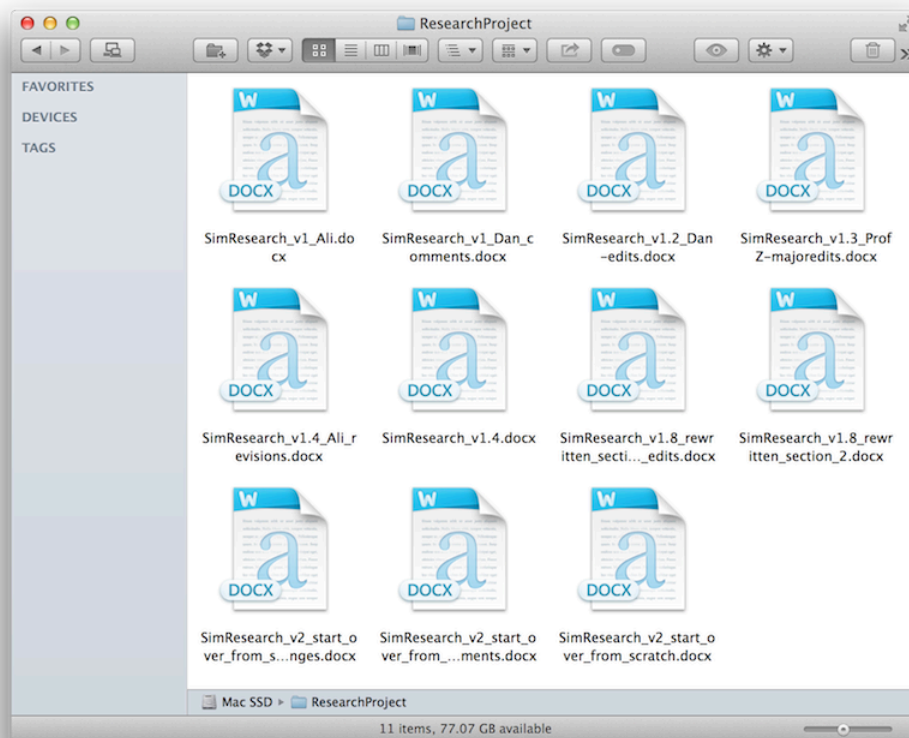 ResearchProject
FAVORITES
DEVICES
TAGS
W
a
DOCX
SimResearch_v1_Ali.do
cx
W
a
DOCX
SimResearch_v1_Dan_c
omments.docx
W
a
DOCX
SimResearch_v1.2_Dan
-edits.docx
W
a
DOCX
SimResearch_v1.3_Prof
Z-majoredits.docx
W
a
DOCX
SimResearch_v1.4_Ali_r
evisions.docx
W
a
DOCX
SimResearch_v1.4.docx
W
a
DOCX
SimResearch_v1.8_rewr
itten_secti..._edits.docx
W
a
DOCX
SimResearch_v1.8_rewr
itten_section_2.docx
W
a
DOCX
SimResearch_v2_start_o
ver_from_s...nges.docx
W
a
DOCX
SimResearch_v2_start_o
ver_from_...ments.docx
W
a
DOCX
SimResearch_v2_start_o
ver_from_scratch.docx
Mac SSD ▸ ResearchProject
11 items, 77.07 GB available